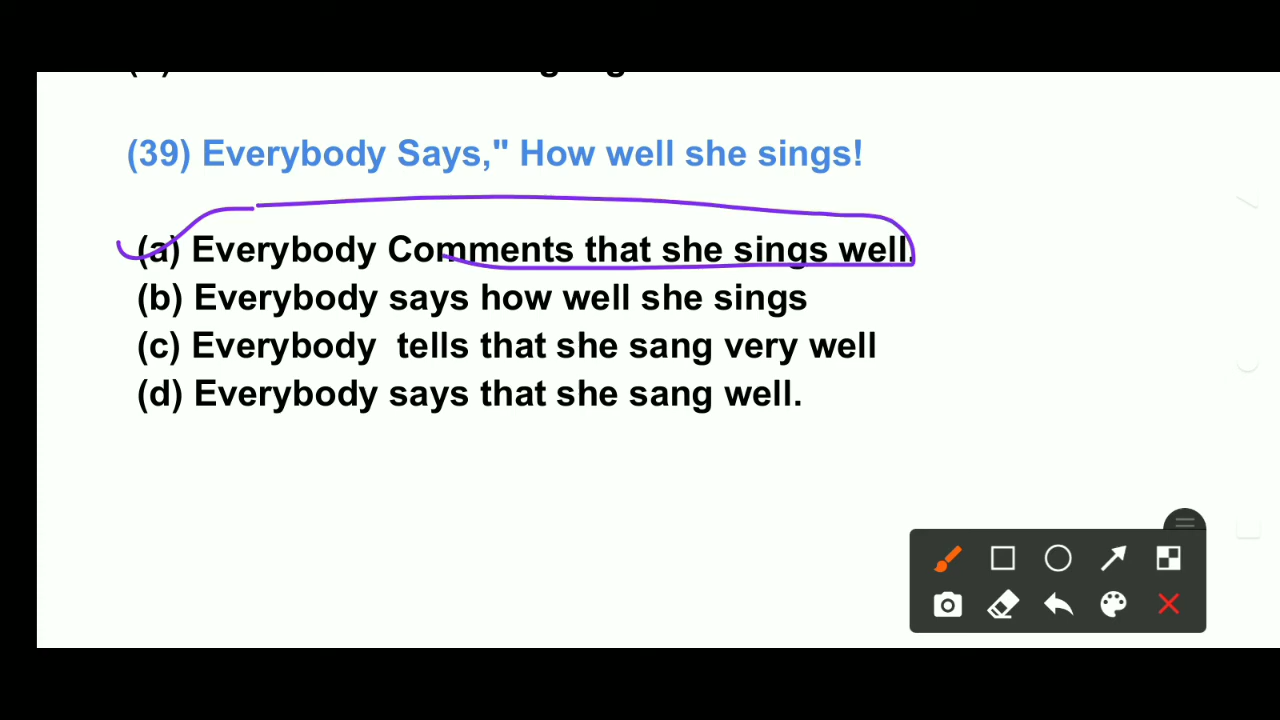 (39) Everybody Says," How well she sings!
(a) Everybody Comments that she sings well.
(b) Everybody says how well she sings
(c) Everybody  tells that she sang very well
(d) Everybody says that she sang well.